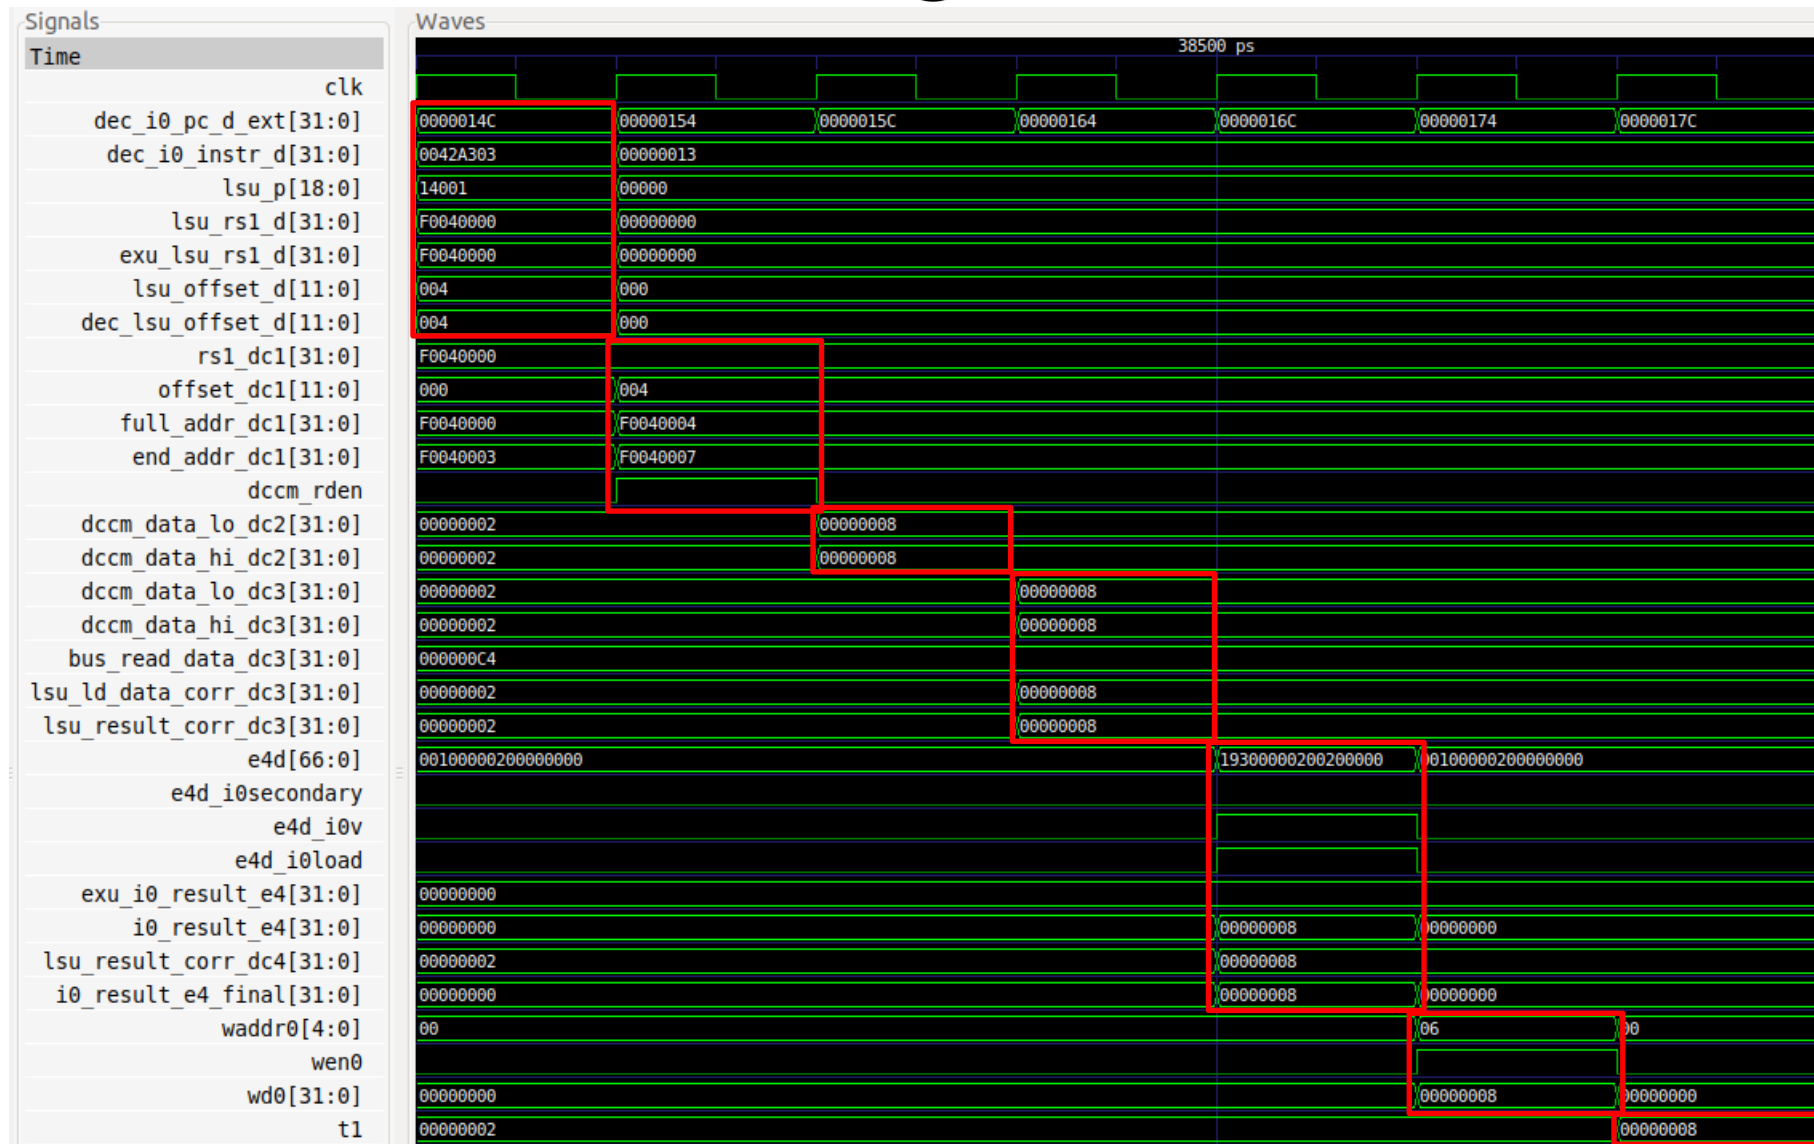 Signals Waves
Time 38500 ps
clk
dec_i0_pc_d_ext[31:0] 0000014C 00000154 0000015C 00000164 0000016C 00000174 0000017C
dec_i0_instr_d[31:0] 0042A303 00000013
lsu_p[18:0] 14001 00000
lsu_rs1_d[31:0] F0040000 00000000
exu_lsu_rs1_d[31:0] F0040000 00000000
lsu_offset_d[11:0] 004 000
dec_lsu_offset_d[11:0] 004 000
rs1_dc1[31:0] F0040000
offset_dc1[11:0] 000 004
full_addr_dc1[31:0] F0040000 F0040004
end_addr_dc1[31:0] F0040003 F0040007
dccm_rden
dccm_data_lo_dc2[31:0] 00000002 00000008
dccm_data_hi_dc2[31:0] 00000002 00000008
dccm_data_lo_dc3[31:0] 00000002 00000008
dccm_data_hi_dc3[31:0] 00000002 00000008
bus_read_data_dc3[31:0] 000000C4
lsu_ld_data_corr_dc3[31:0] 00000002 00000008
lsu_result_corr_dc3[31:0] 00000002 00000008
e4d[66:0] 00100000200000000 19300000200200000 00100000200000000
e4d_i0secondary
e4d_i0v
e4d_i0load
exu_i0_result_e4[31:0] 00000000
i0_result_e4[31:0] 00000000 00000008 00000000
lsu_result_corr_dc4[31:0] 00000002 00000008
i0_result_e4_final[31:0] 00000000 00000008 00000000
waddr0[4:0] 00 06 00
wen0
wd0[31:0] 00000000 00000008 00000000
t1 00000002 00000008